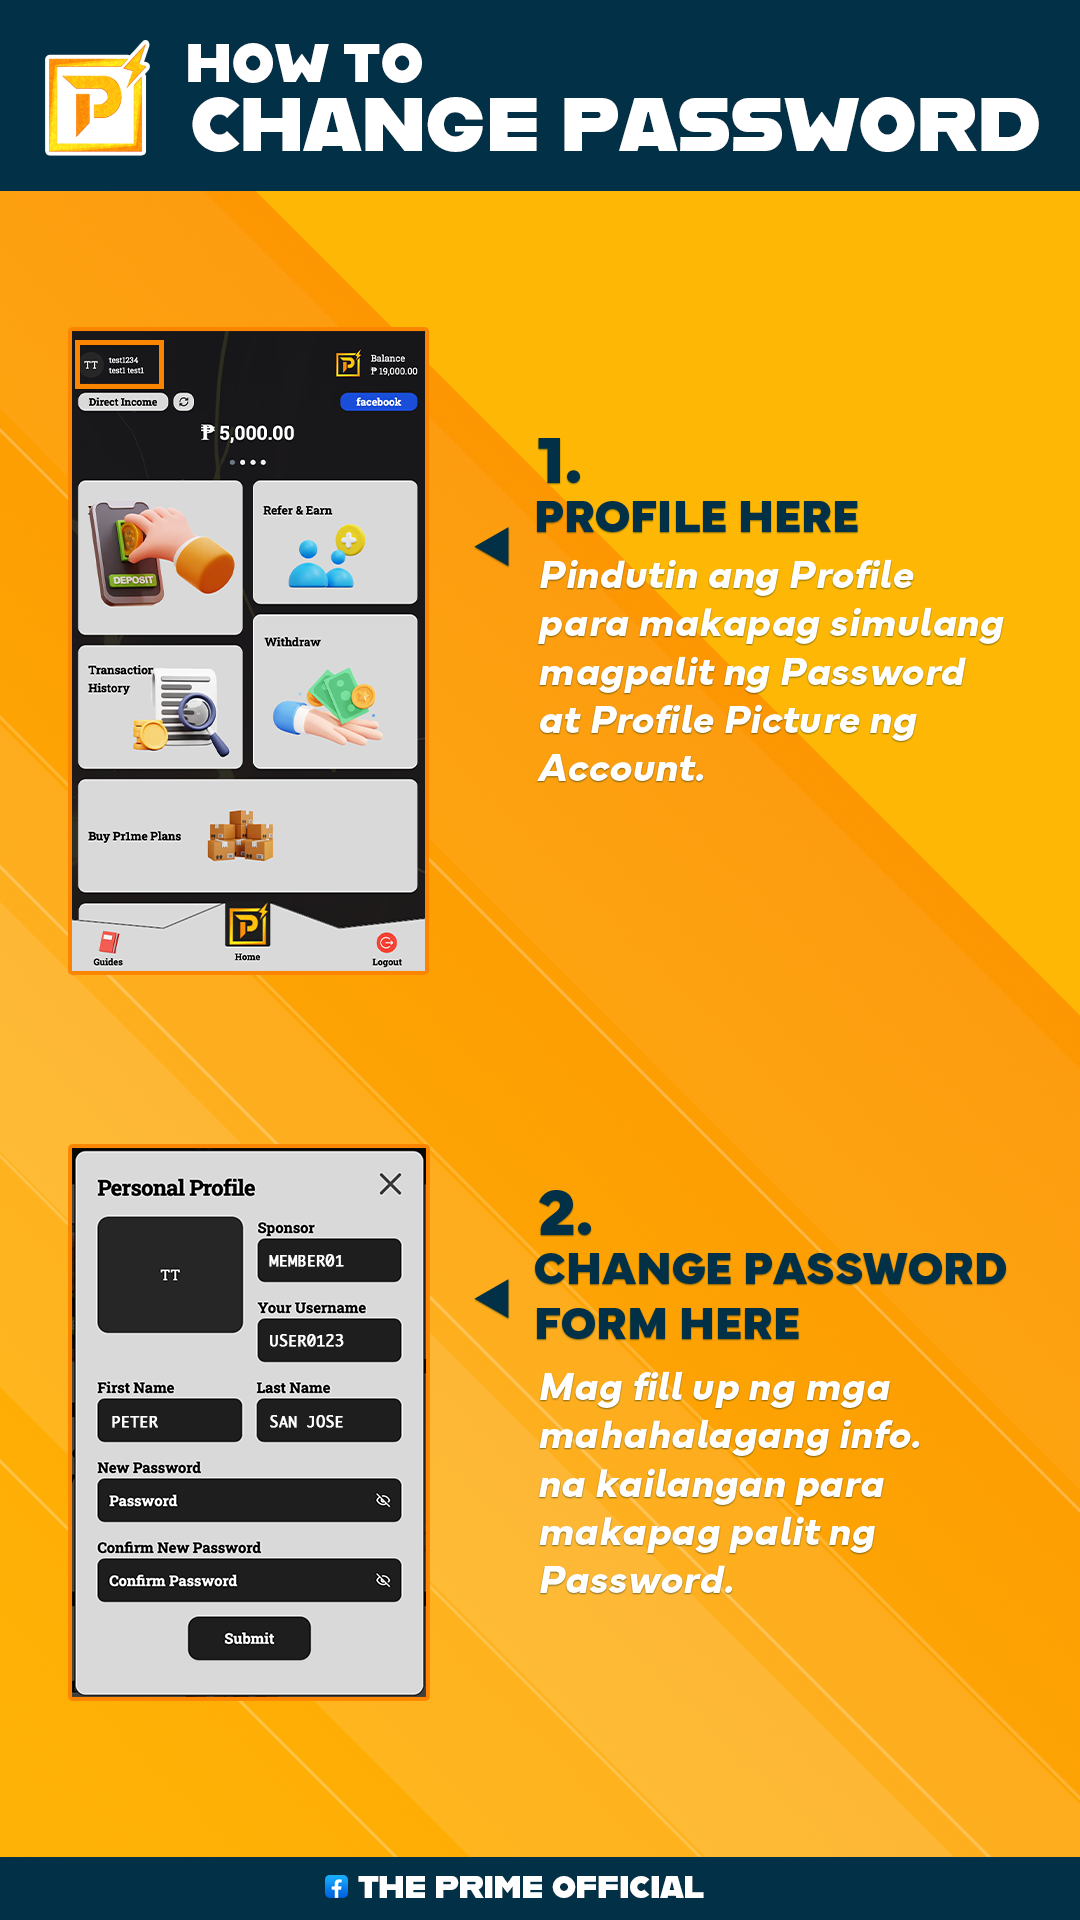 HOW TO
CHANGE PASSWORD
TT
test1234
test1 test1
Balance
₱ 19,000.00
Direct Income
facebook
₱ 5,000.00
DEPOSIT
Refer & Earn
Withdraw
Transaction
History
Buy Pr1me Plans
Guides
Home
Logout
1.
PROFILE HERE
Pindutin ang Profile
para makapag simulang
magpalit ng Password
at Profile Picture ng
Account.
Personal Profile
TT
Sponsor
MEMBER01
Your Username
USER0123
First Name
Last Name
PETER
SAN JOSE
New Password
Password
Confirm New Password
Confirm Password
Submit
2.
CHANGE PASSWORD
FORM HERE
Mag fill up ng mga
mahahalagang info.
na kailangan para
makapag palit ng
Password.
THE PRIME OFFICIAL